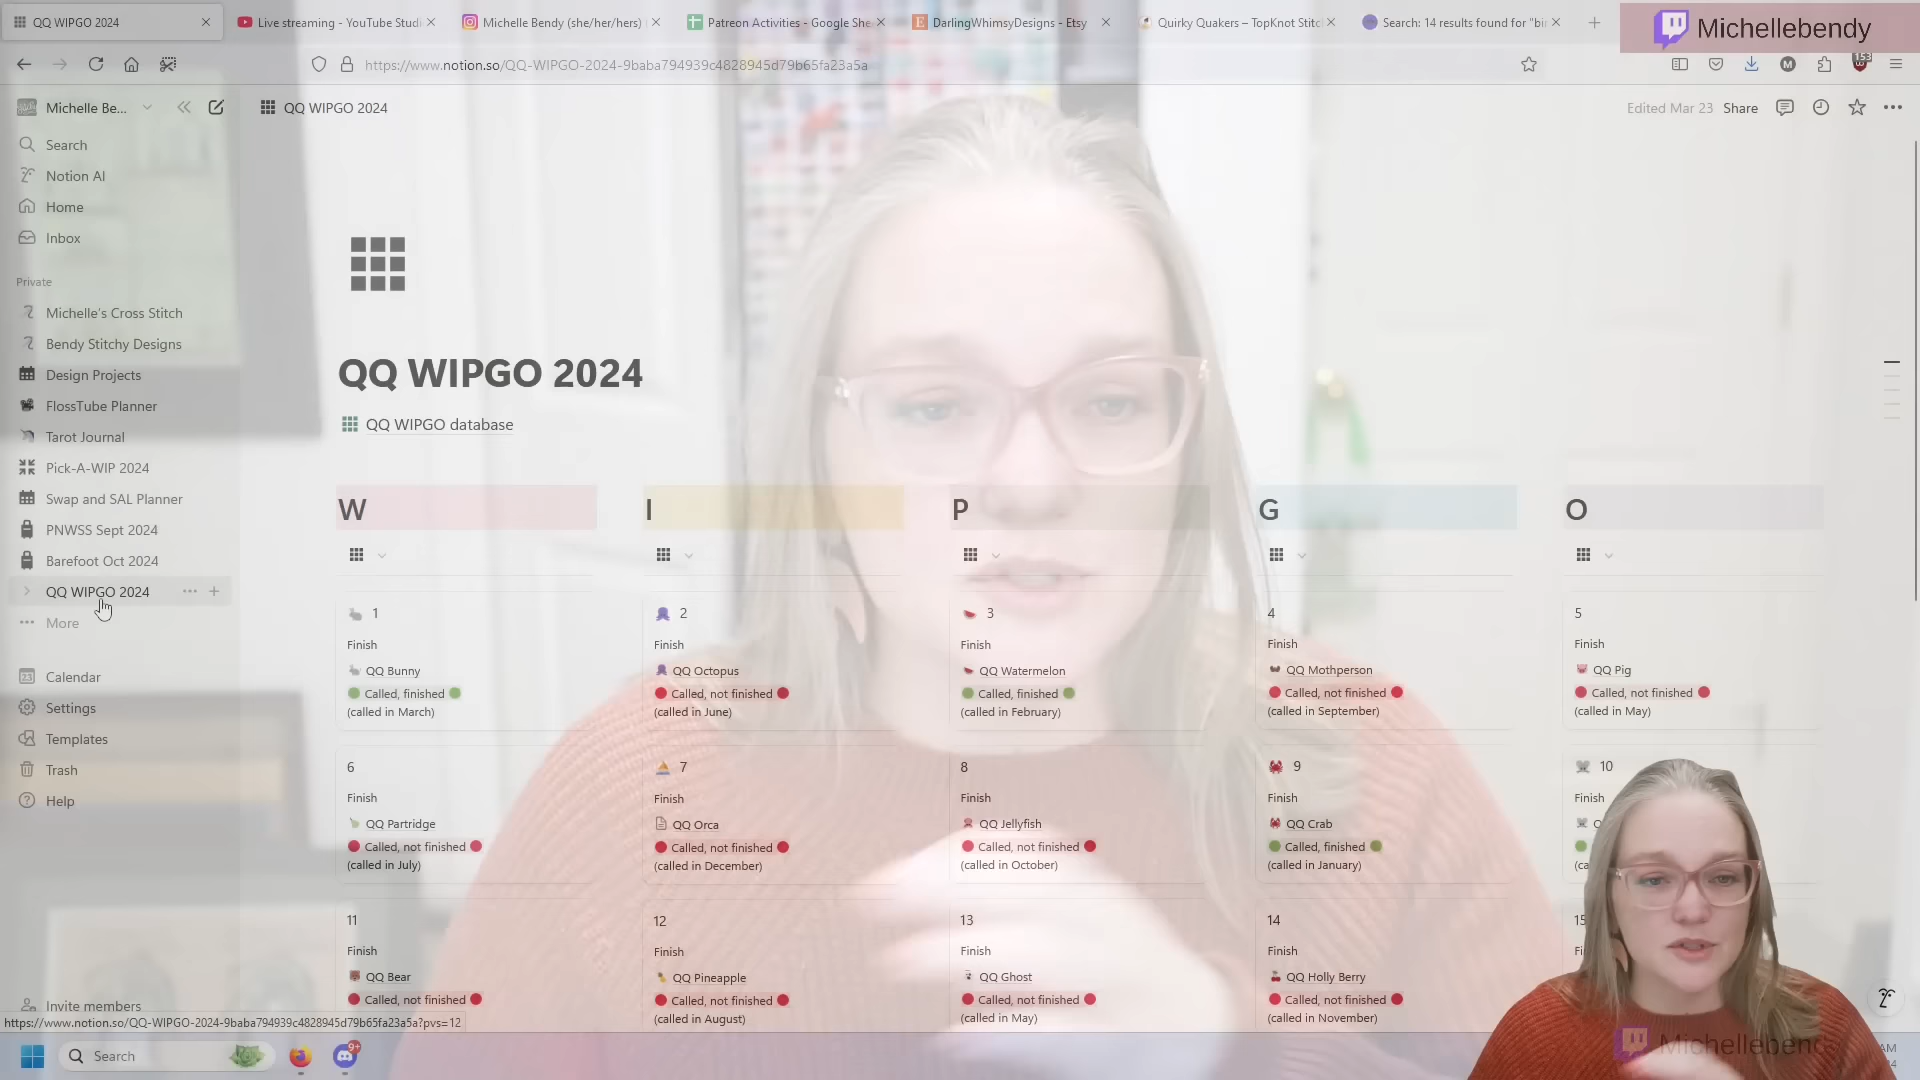 QQ WIPGO 2024
Live streaming - YouTube Studi
Michelle Bendy (she/her/hers)
Patreon Activities - Google She
DarlingWhimsyDesigns - Etsy
Quirky Quakers – TopKnot Stitc
Search: 14 results found for "bi
Michellebendy
https://www.notion.so/QQ-WIPGO-2024-9baba794939c4828945d79b65fa23a5a
153
Michelle Be...
QQ WIPGO 2024
Edited Mar 23
Share
Search
Notion AI
Home
Inbox
Private
Michelle's Cross Stitch
Bendy Stitchy Designs
Design Projects
FlossTube Planner
Tarot Journal
Pick-A-WIP 2024
Swap and SAL Planner
PNWSS Sept 2024
Barefoot Oct 2024
QQ WIPGO 2024
More
Calendar
Settings
Templates
Trash
Help
Invite members
QQ WIPGO 2024
QQ WIPGO database
W
I
P
G
O
1
Finish
QQ Bunny
Called, finished
(called in March)
2
Finish
QQ Octopus
Called, not finished
(called in June)
3
Finish
QQ Watermelon
Called, finished
(called in February)
4
Finish
QQ Mothperson
Called, not finished
(called in September)
5
Finish
QQ Pig
Called, not finished
(called in May)
6
Finish
QQ Partridge
Called, not finished
(called in July)
7
Finish
QQ Orca
Called, not finished
(called in December)
8
Finish
QQ Jellyfish
Called, not finished
(called in October)
9
Finish
QQ Crab
Called, finished
(called in January)
10
Finish
11
Finish
QQ Bear
Called, not finished
12
Finish
QQ Pineapple
Called, not finished
(called in August)
13
Finish
QQ Ghost
Called, not finished
(called in May)
14
Finish
QQ Holly Berry
Called, not finished
(called in November)
15
https://www.notion.so/QQ-WIPGO-2024-9baba794939c4828945d79b65fa23a5a?pvs=12
Search
9+
Michellebendy
AM